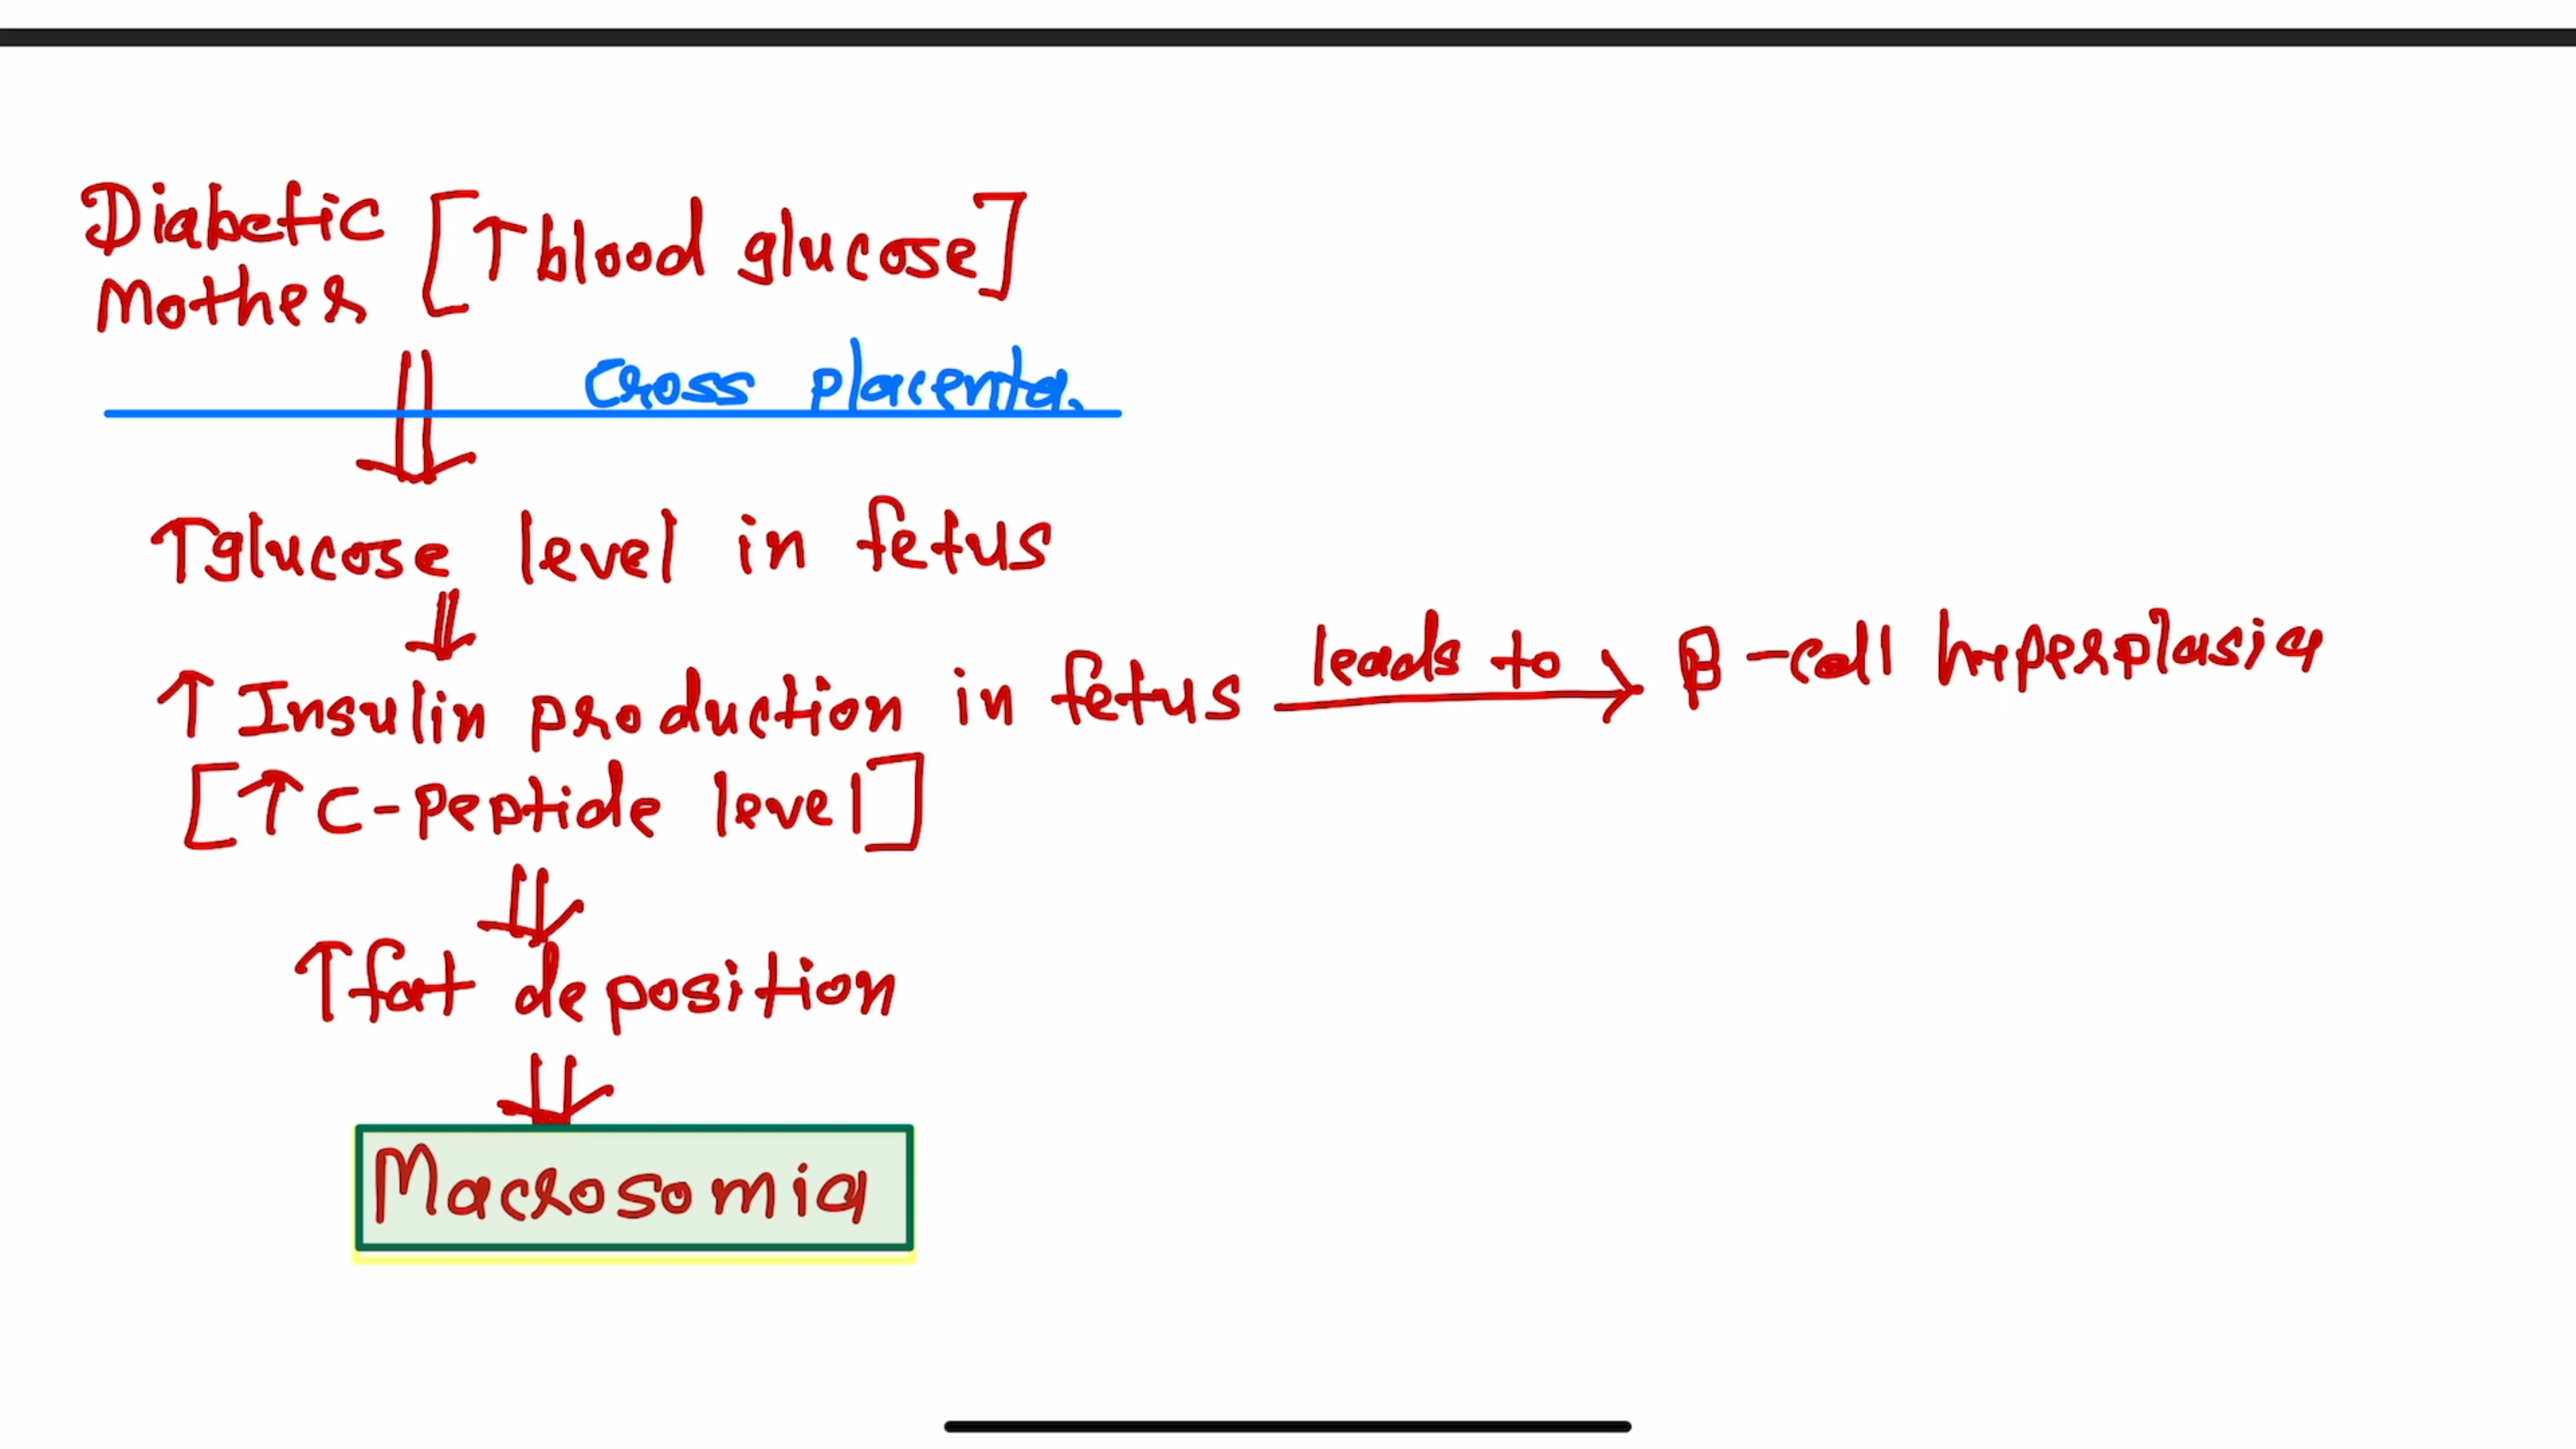 Diabetic [↑ blood glucose]
Mother
Cross placenta.
↑glucose level in fetus
↑ Insulin production in fetus leads to → β-cell hyperplasia
[↑ C-peptide level]
↑fat deposition
Macrosomia